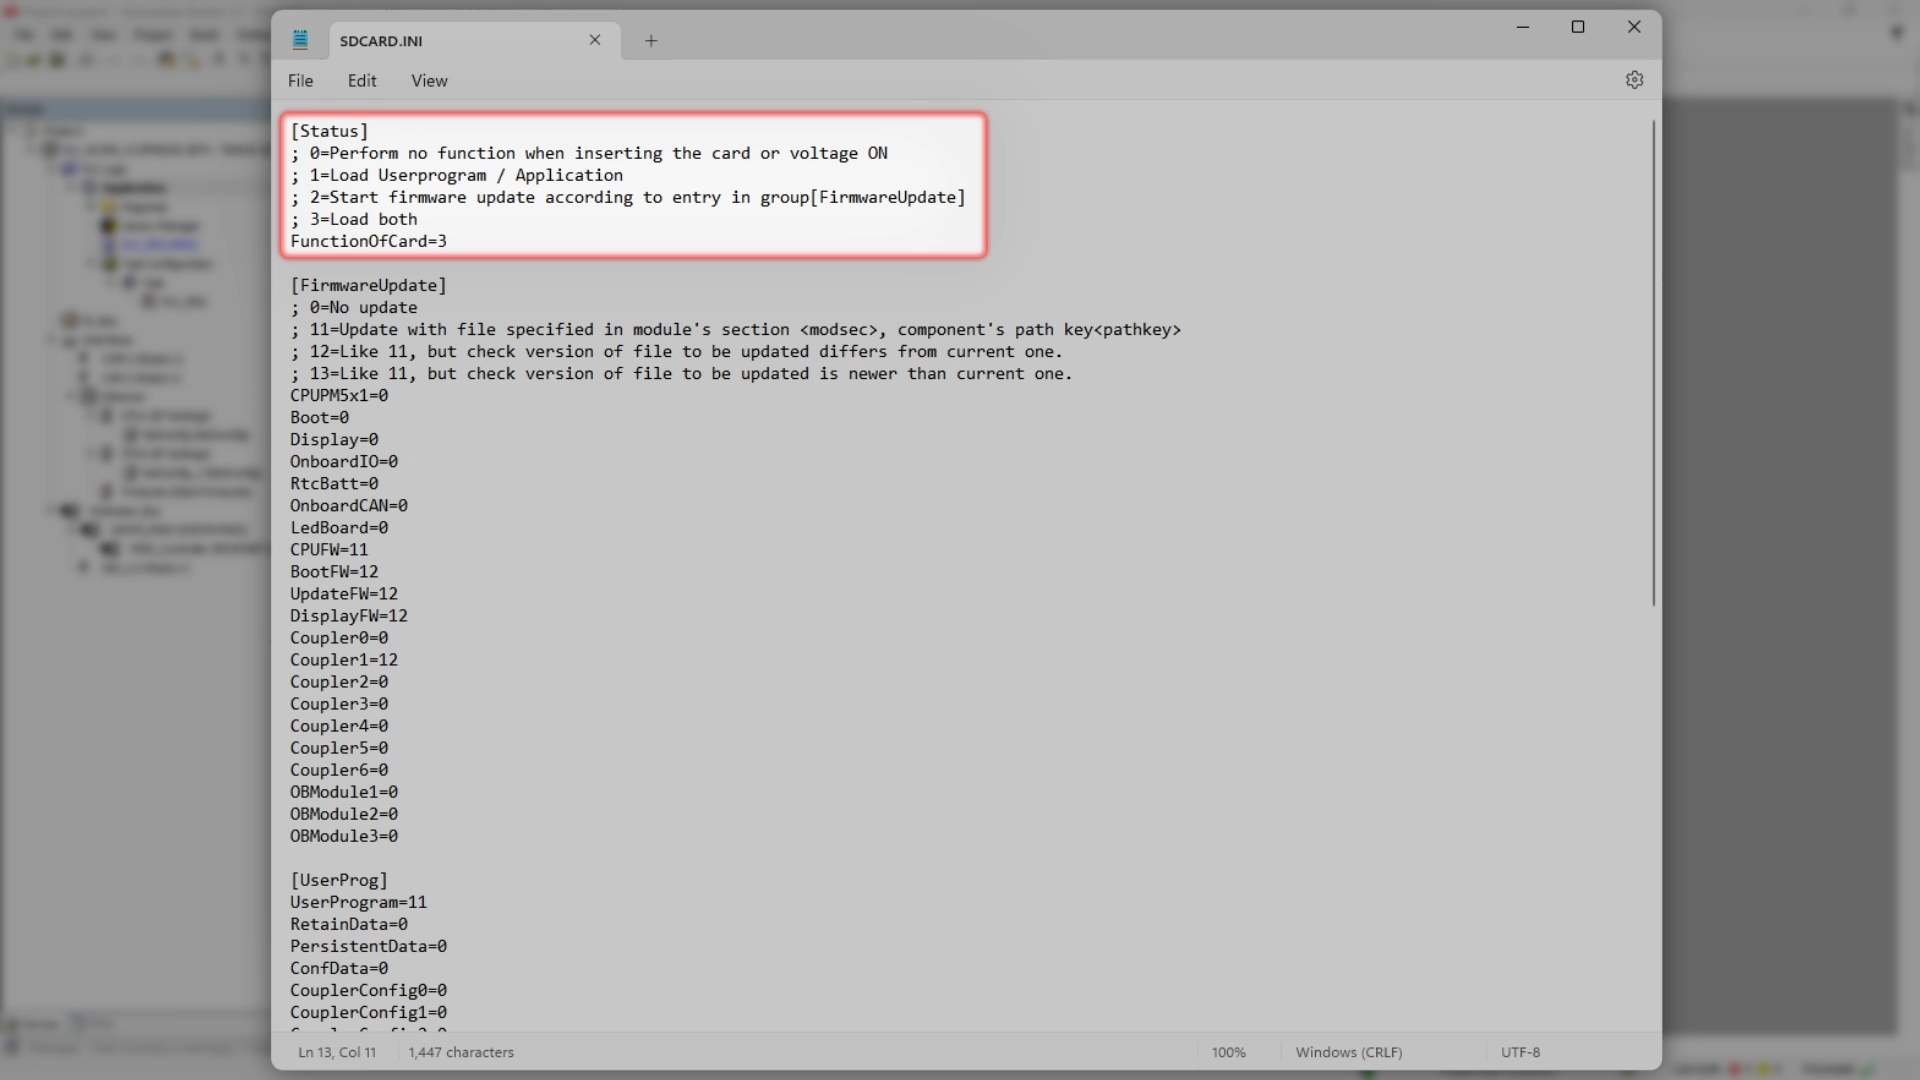 SDCARD.INI
File Edit View
[Status]
; 0=Perform no function when inserting the card or voltage ON
; 1=Load Userprogram / Application
; 2=Start firmware update according to entry in group[FirmwareUpdate]
; 3=Load both
FunctionOfCard=3
[FirmwareUpdate]
; 0=No update
; 11=Update with file specified in module's section <modsec>, component's path key<pathkey>
; 12=Like 11, but check version of file to be updated differs from current one.
; 13=Like 11, but check version of file to be updated is newer than current one.
CPUPM5x1=0
Boot=0
Display=0
OnboardIO=0
RtcBatt=0
OnboardCAN=0
LedBoard=0
CPUFW=11
BootFW=12
UpdateFW=12
DisplayFW=12
Coupler0=0
Coupler1=12
Coupler2=0
Coupler3=0
Coupler4=0
Coupler5=0
Coupler6=0
OBModule1=0
OBModule2=0
OBModule3=0
[UserProg]
UserProgram=11
RetainData=0
PersistentData=0
ConfData=0
CouplerConfig0=0
CouplerConfig1=0
Ln 13, Col 11 1,447 characters 100% Windows (CRLF) UTF-8